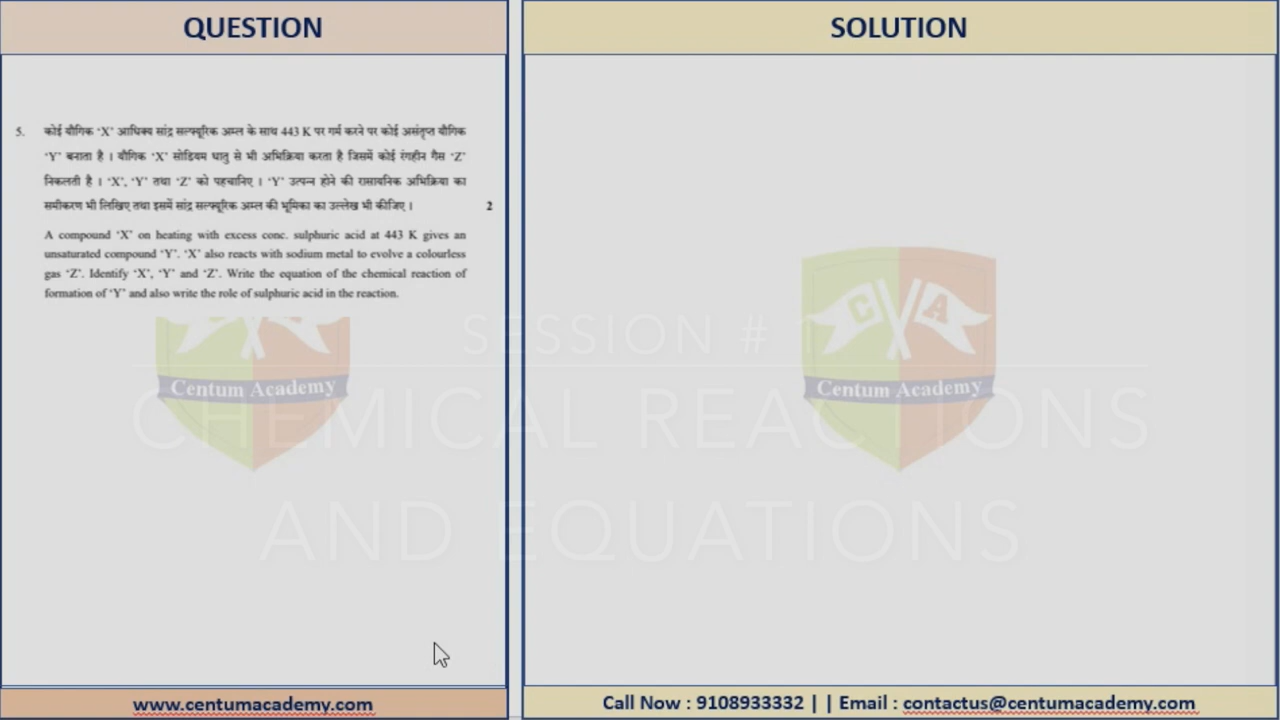 QUESTION
SOLUTION
5. कोई यौगिक ‘X’ आधिक्य सांद्र सल्फ्यूरिक अम्ल के साथ 443 K पर गर्म करने पर कोई असंतृप्त यौगिक
‘Y’ बनाता है । यौगिक ‘X’ सोडियम धातु से भी अभिक्रिया करता है जिसमें कोई रंगहीन गैस ‘Z’
निकलती है । ‘X’, ‘Y’ तथा ‘Z’ को पहचानिए । ‘Y’ उत्पन्न होने की रासायनिक अभिक्रिया का
समीकरण भी लिखिए तथा इसमें सांद्र सल्फ्यूरिक अम्ल की भूमिका का उल्लेख भी कीजिए । 2
A compound ‘X’ on heating with excess conc. sulphuric acid at 443 K gives an
unsaturated compound ‘Y’. ‘X’ also reacts with sodium metal to evolve a colourless
gas ‘Z’. Identify ‘X’, ‘Y’ and ‘Z’. Write the equation of the chemical reaction of
formation of ‘Y’ and also write the role of sulphuric acid in the reaction.
C A
SESSION # 1
Centum Academy
Centum Academy
CHEMICAL REACTIONS
AND EQUATIONS
www.centumacademy.com
Call Now : 9108933332 | | Email : contactus@centumacademy.com